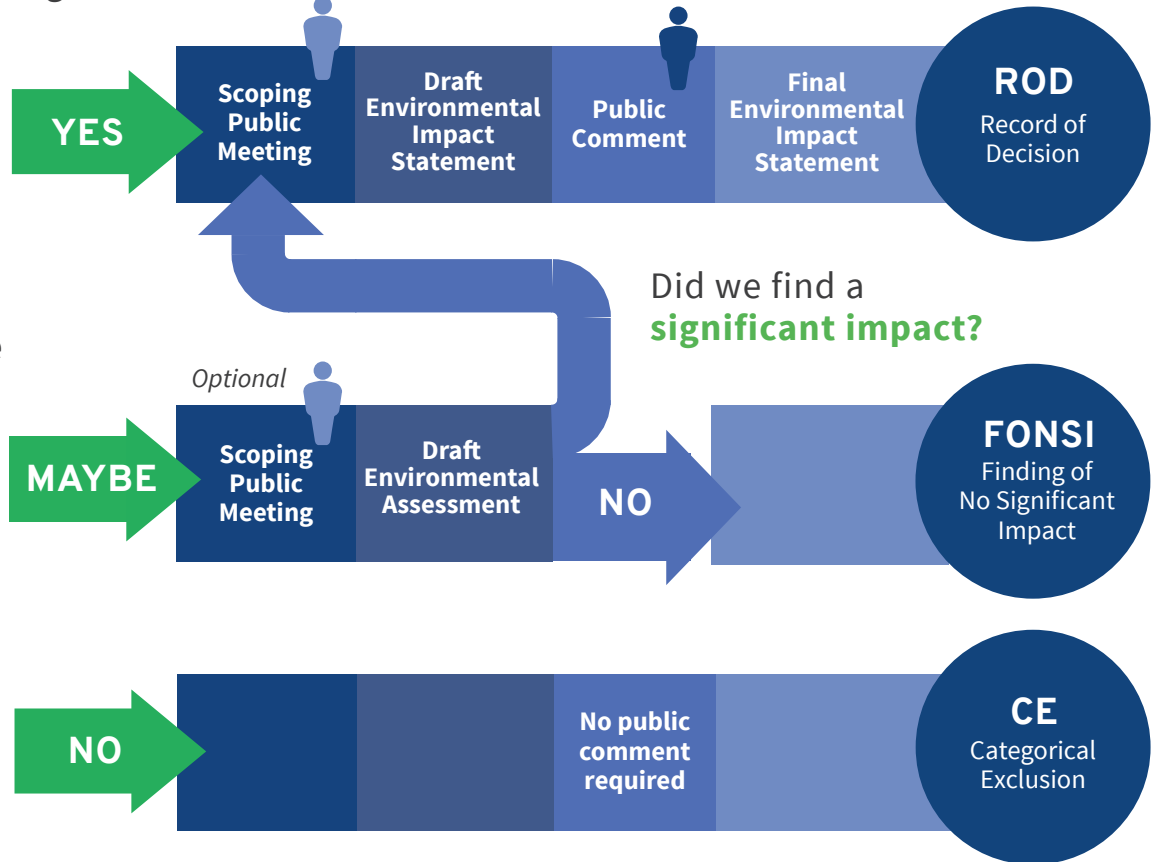 YES
Scoping
Public
Meeting
Draft
Environmental
Impact
Statement
Public
Comment
Final
Environmental
Impact
Statement
ROD
Record of
Decision
Did we find a
significant impact?
Optional
MAYBE
Scoping
Public
Meeting
Draft
Environmental
Assessment
NO
FONSI
Finding of
No Significant
Impact
NO
No public
comment
required
CE
Categorical
Exclusion